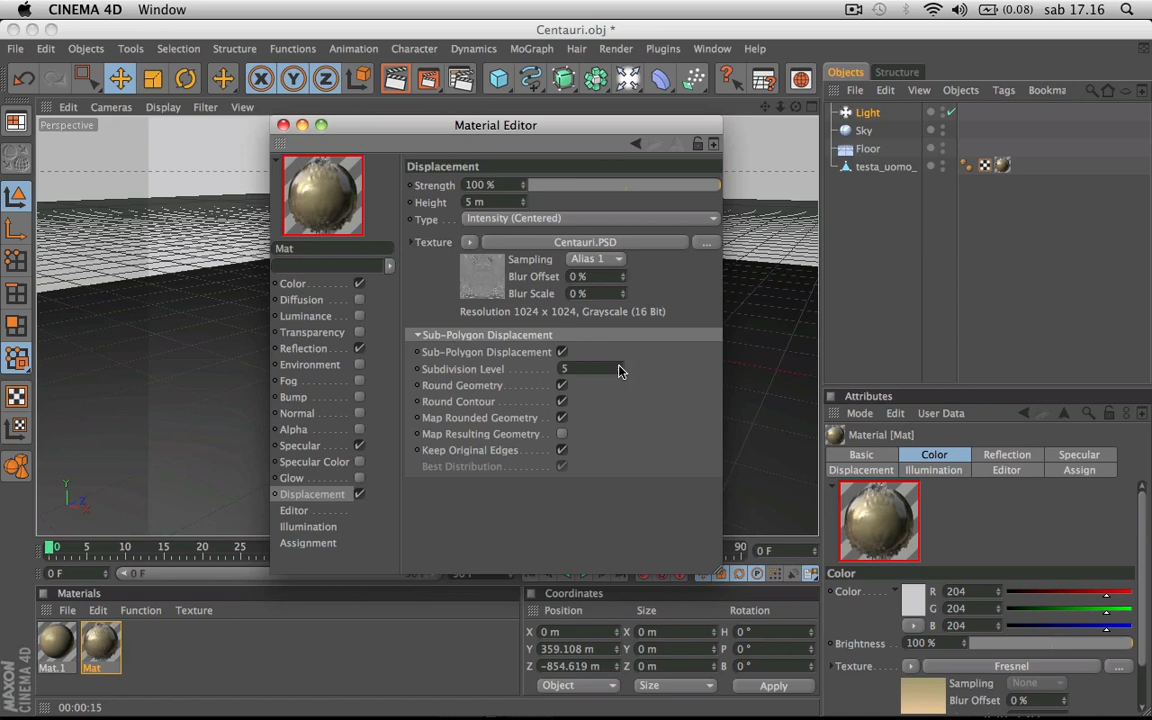 CINEMA 4D Window (0.08) sab 17.16
Centauri.obj *
File Edit Objects Tools Selection Structure Functions Animation Character Dynamics MoGraph Hair Render Plugins Window Help
Objects Structure
File Edit View Objects Tags Bookma
Edit Cameras Display Filter View
Perspective
Light
Sky
Floor
testa_uomo_
Material Editor
Mat
Color
Diffusion
Luminance
Transparency
Reflection
Environment
Fog
Bump
Normal
Alpha
Specular
Specular Color
Glow
Displacement
Editor
Illumination
Assignment
Displacement
Strength 100 %
Height 5 m
Type Intensity (Centered)
Texture Centauri.PSD ...
Sampling Alias 1
Blur Offset 0 %
Blur Scale 0 %
Resolution 1024 x 1024, Grayscale (16 Bit)
Sub-Polygon Displacement
Sub-Polygon Displacement
Subdivision Level 5
Round Geometry
Round Contour
Map Rounded Geometry
Map Resulting Geometry
Keep Original Edges
Best Distribution
Y Z X
0 5 10 15 20 25 90 0 F
0 F 0 F
Materials
File Edit Function Texture
Mat.1 Mat
00:00:15
MAXON CINEMA 4D
Coordinates
Position Size Rotation
X 0 m X 0 m H 0 °
Y 359.108 m Y 0 m P 0 °
Z -854.619 m Z 0 m B 0 °
Object Size Apply
Attributes
Mode Edit User Data
Material [Mat]
Basic Color Reflection Specular
Displacement Illumination Editor Assign
Color
Color R 204
G 204
B 204
Brightness 100 %
Texture Fresnel ...
Sampling None
Blur Offset 0 %